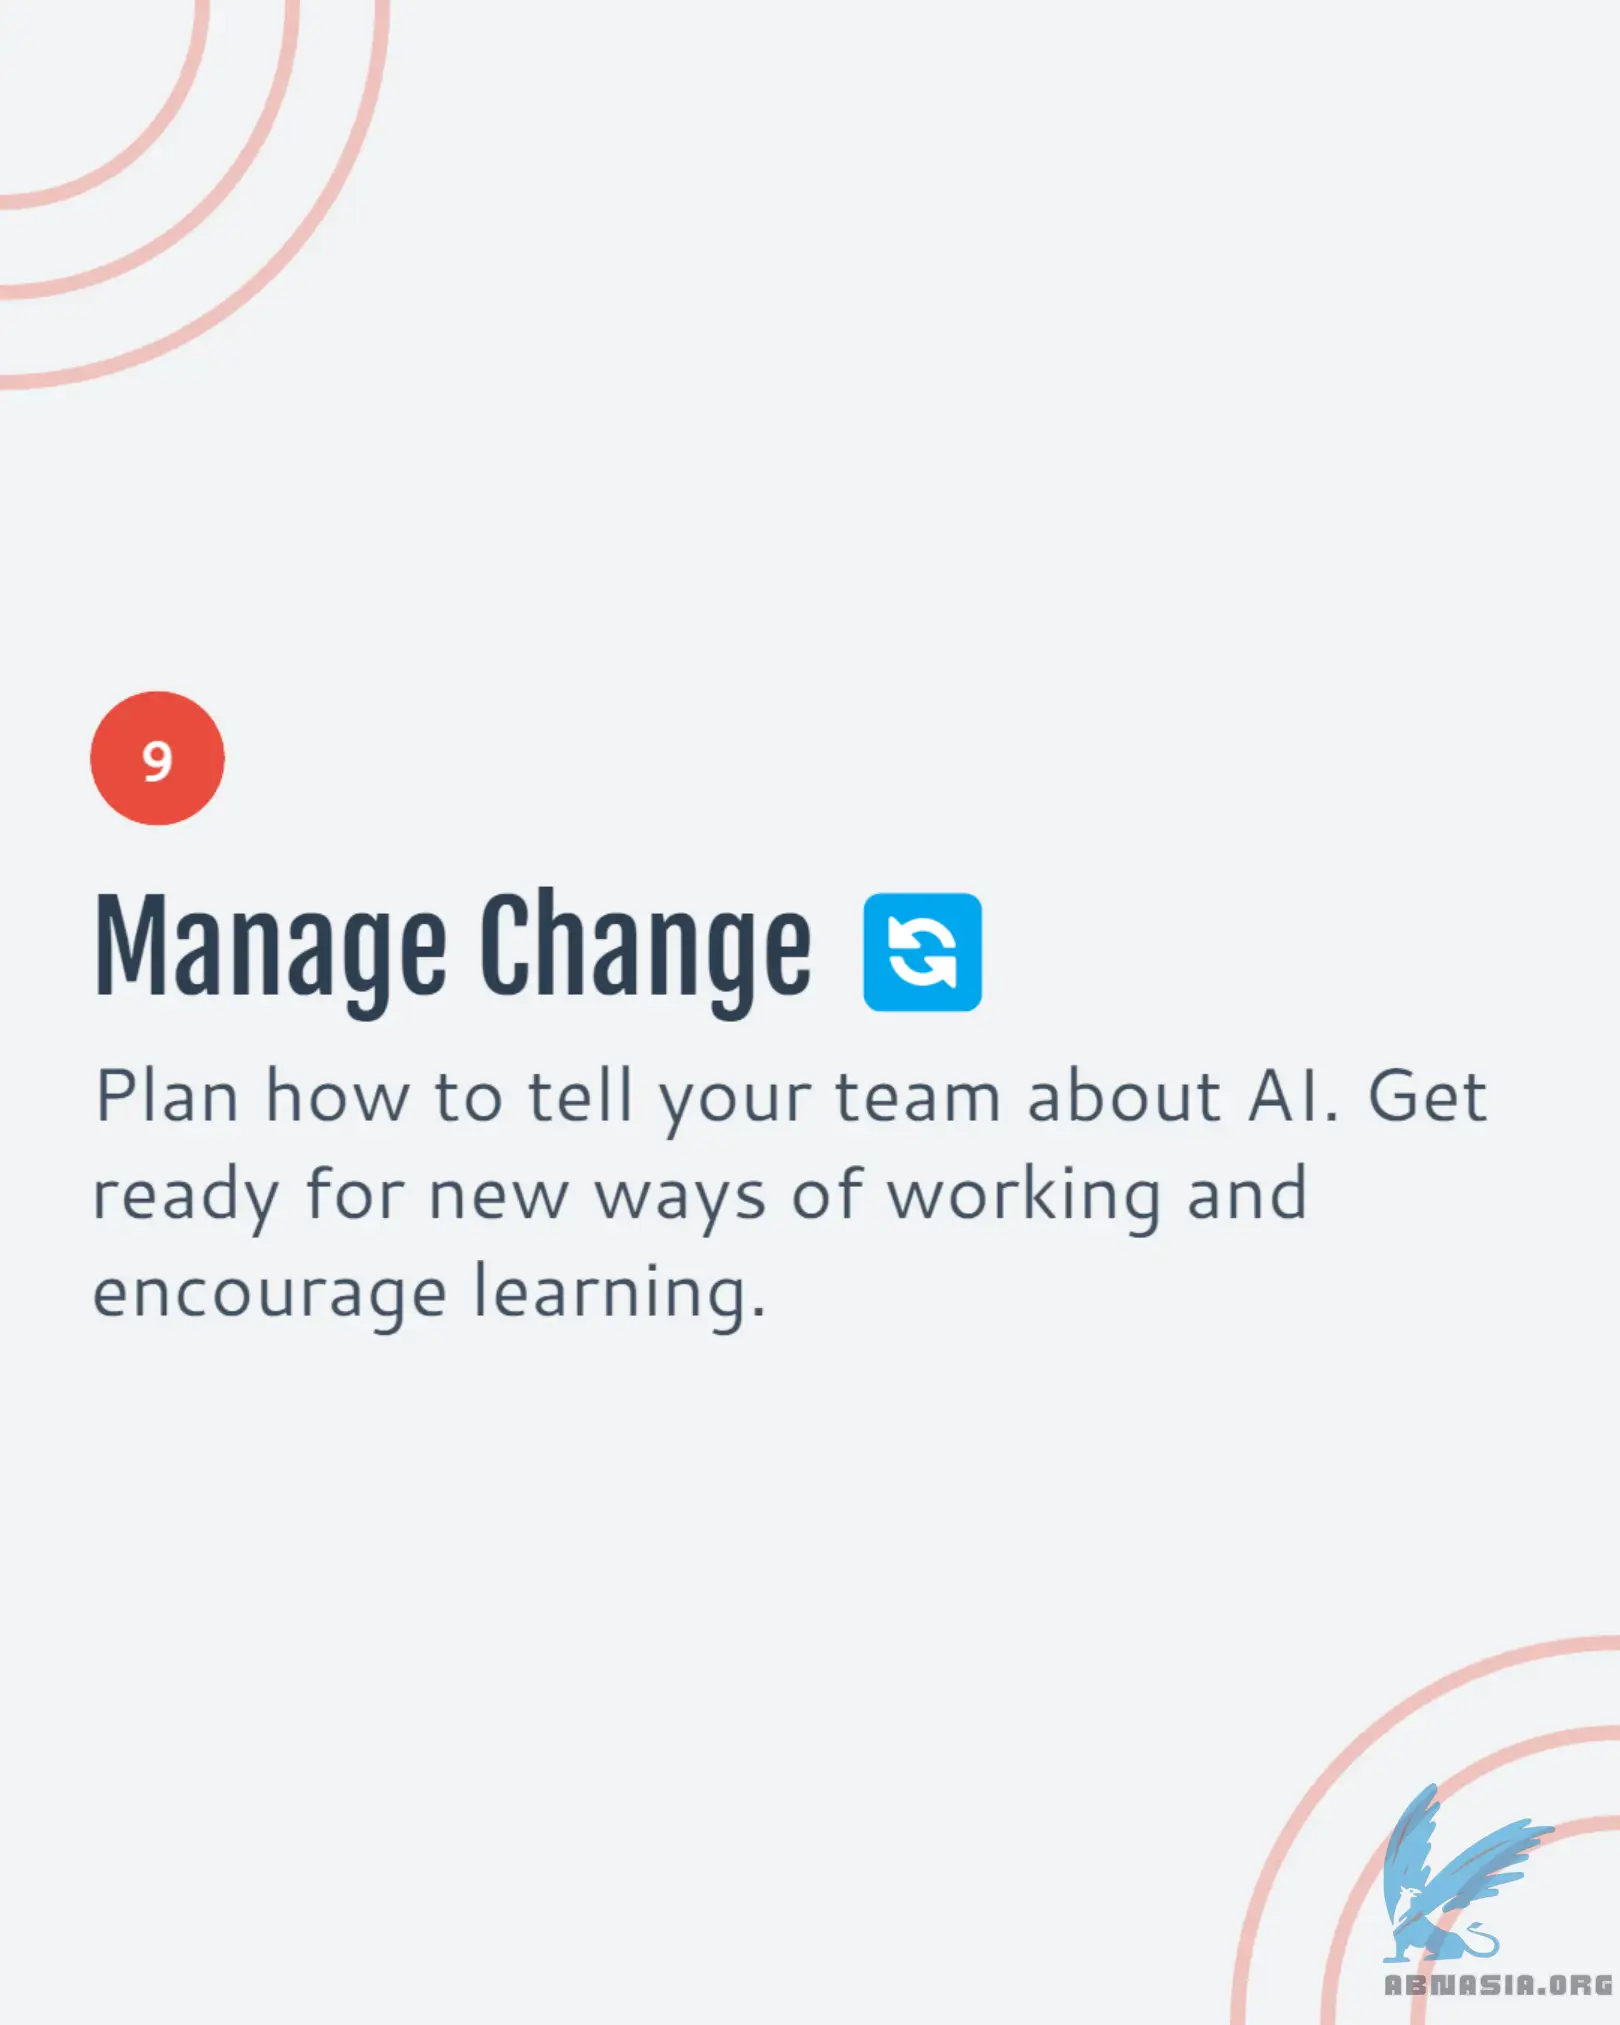 9
Manage Change
Plan how to tell your team about AI. Get
ready for new ways of working and
encourage learning.
ABNASIA.ORG